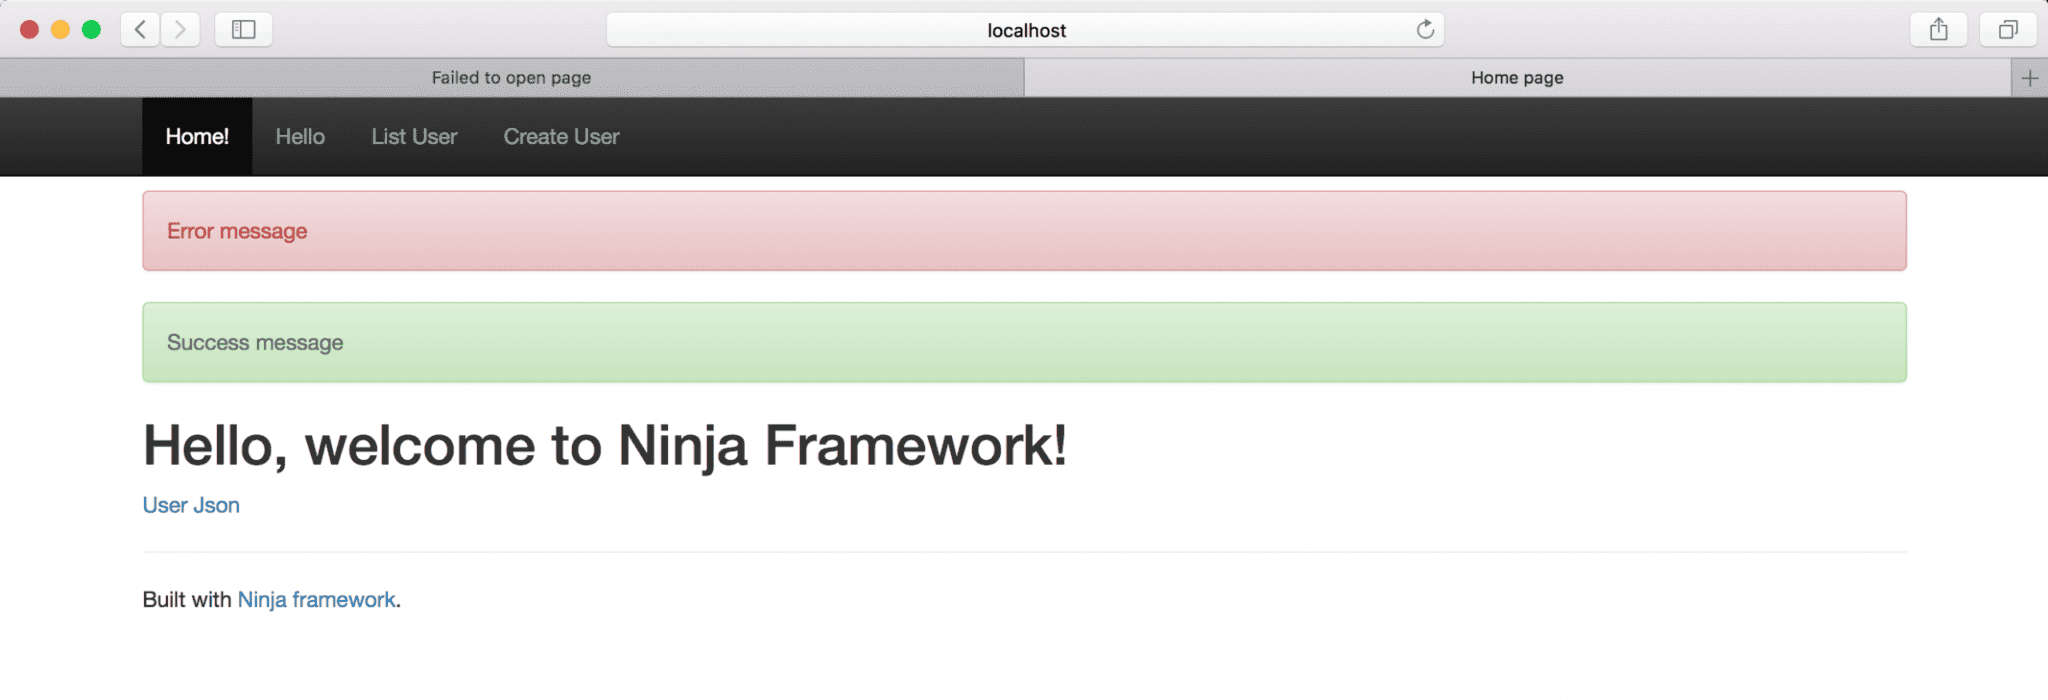 localhost
Failed to open page
Home page
Home! Hello List User Create User
Error message
Success message
Hello, welcome to Ninja Framework!
User Json
Built with Ninja framework.